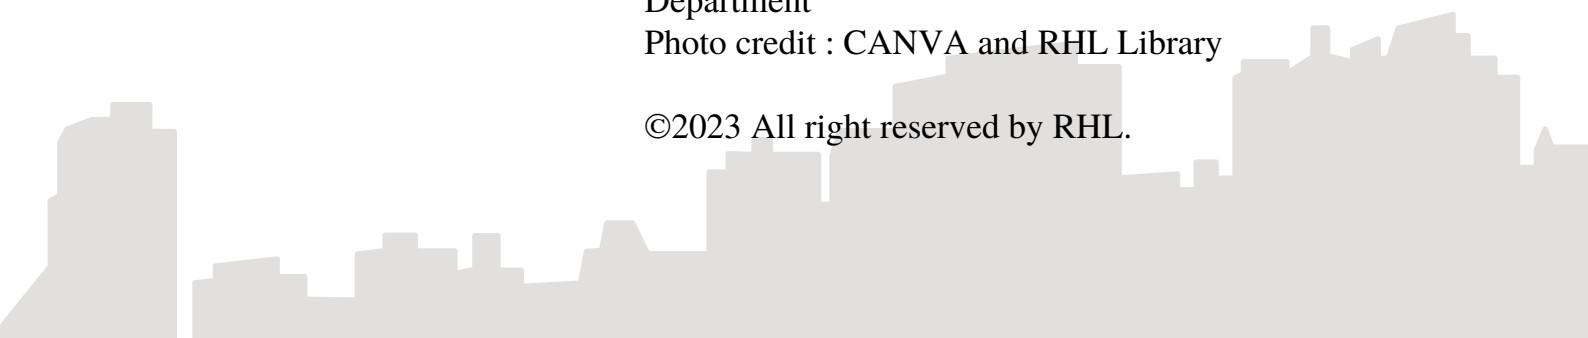 Department
Photo credit : CANVA and RHL Library
©2023 All right reserved by RHL.